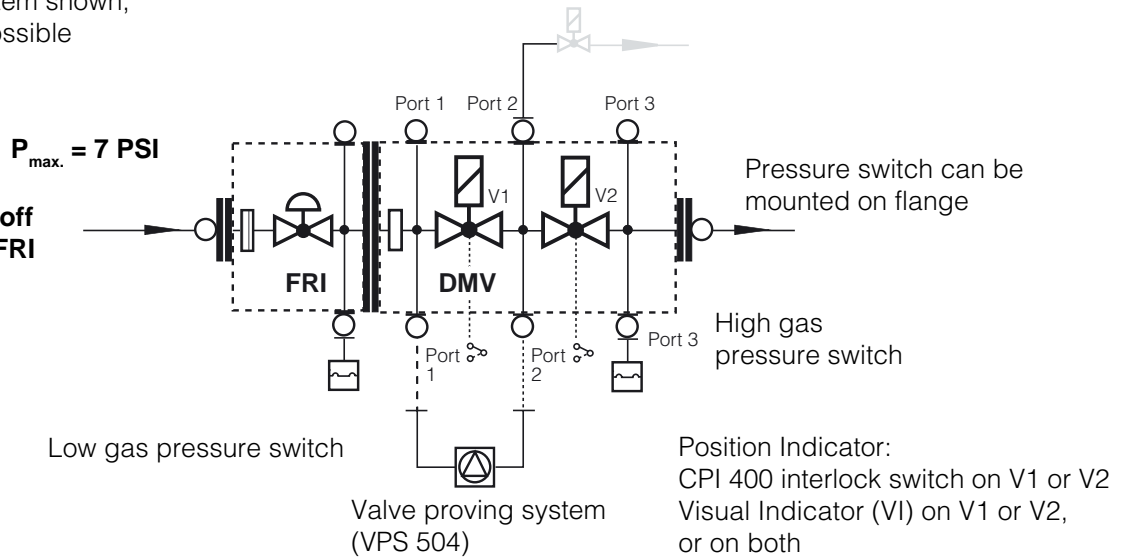 tem shown,
ossible
Port 1 Port 2 Port 3
P max. = 7 PSI
off
FRI
V1 V2
Pressure switch can be
mounted on flange
FRI DMV
Port
1
Port
2
Port 3
High gas
pressure switch
Low gas pressure switch
Valve proving system
(VPS 504)
Position Indicator:
CPI 400 interlock switch on V1 or V2
Visual Indicator (VI) on V1 or V2,
or on both